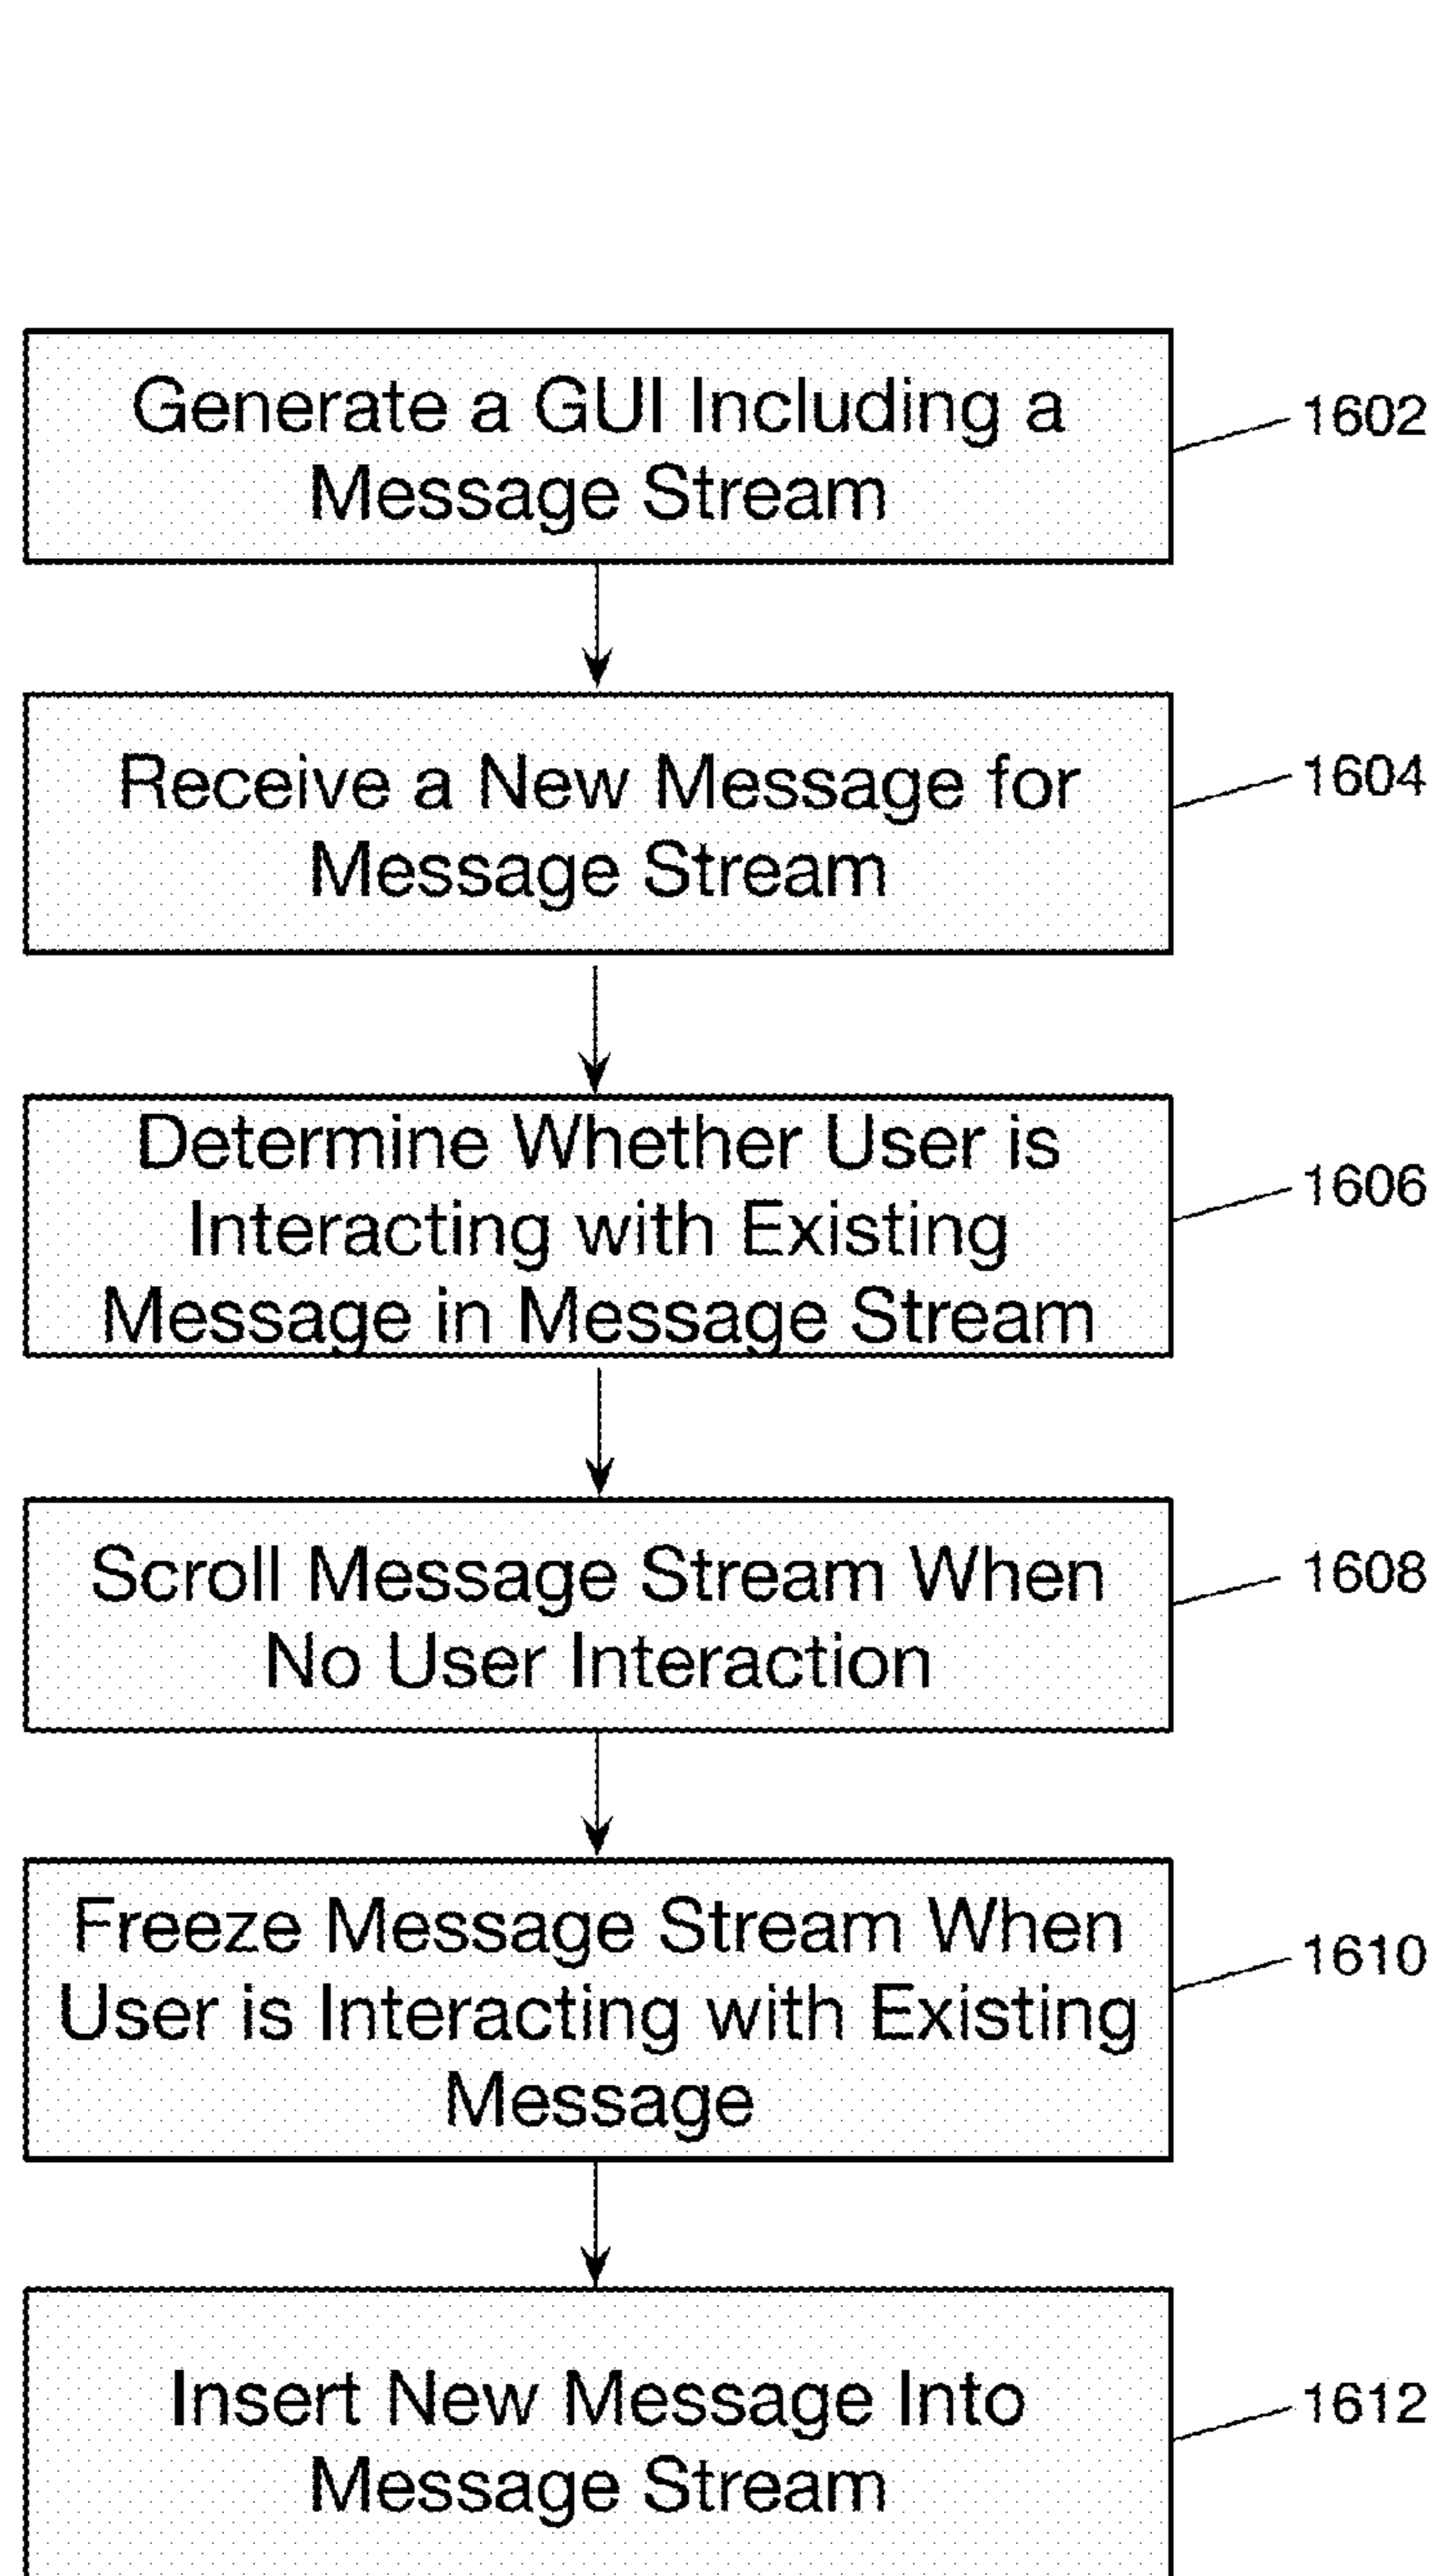 Generate a GUI Including a
Message Stream
1602
Receive a New Message for
Message Stream
1604
Determine Whether User is
Interacting with Existing
Message in Message Stream
1606
Scroll Message Stream When
No User Interaction
1608
Freeze Message Stream When
User is Interacting with Existing
Message
1610
Insert New Message Into
Message Stream
1612